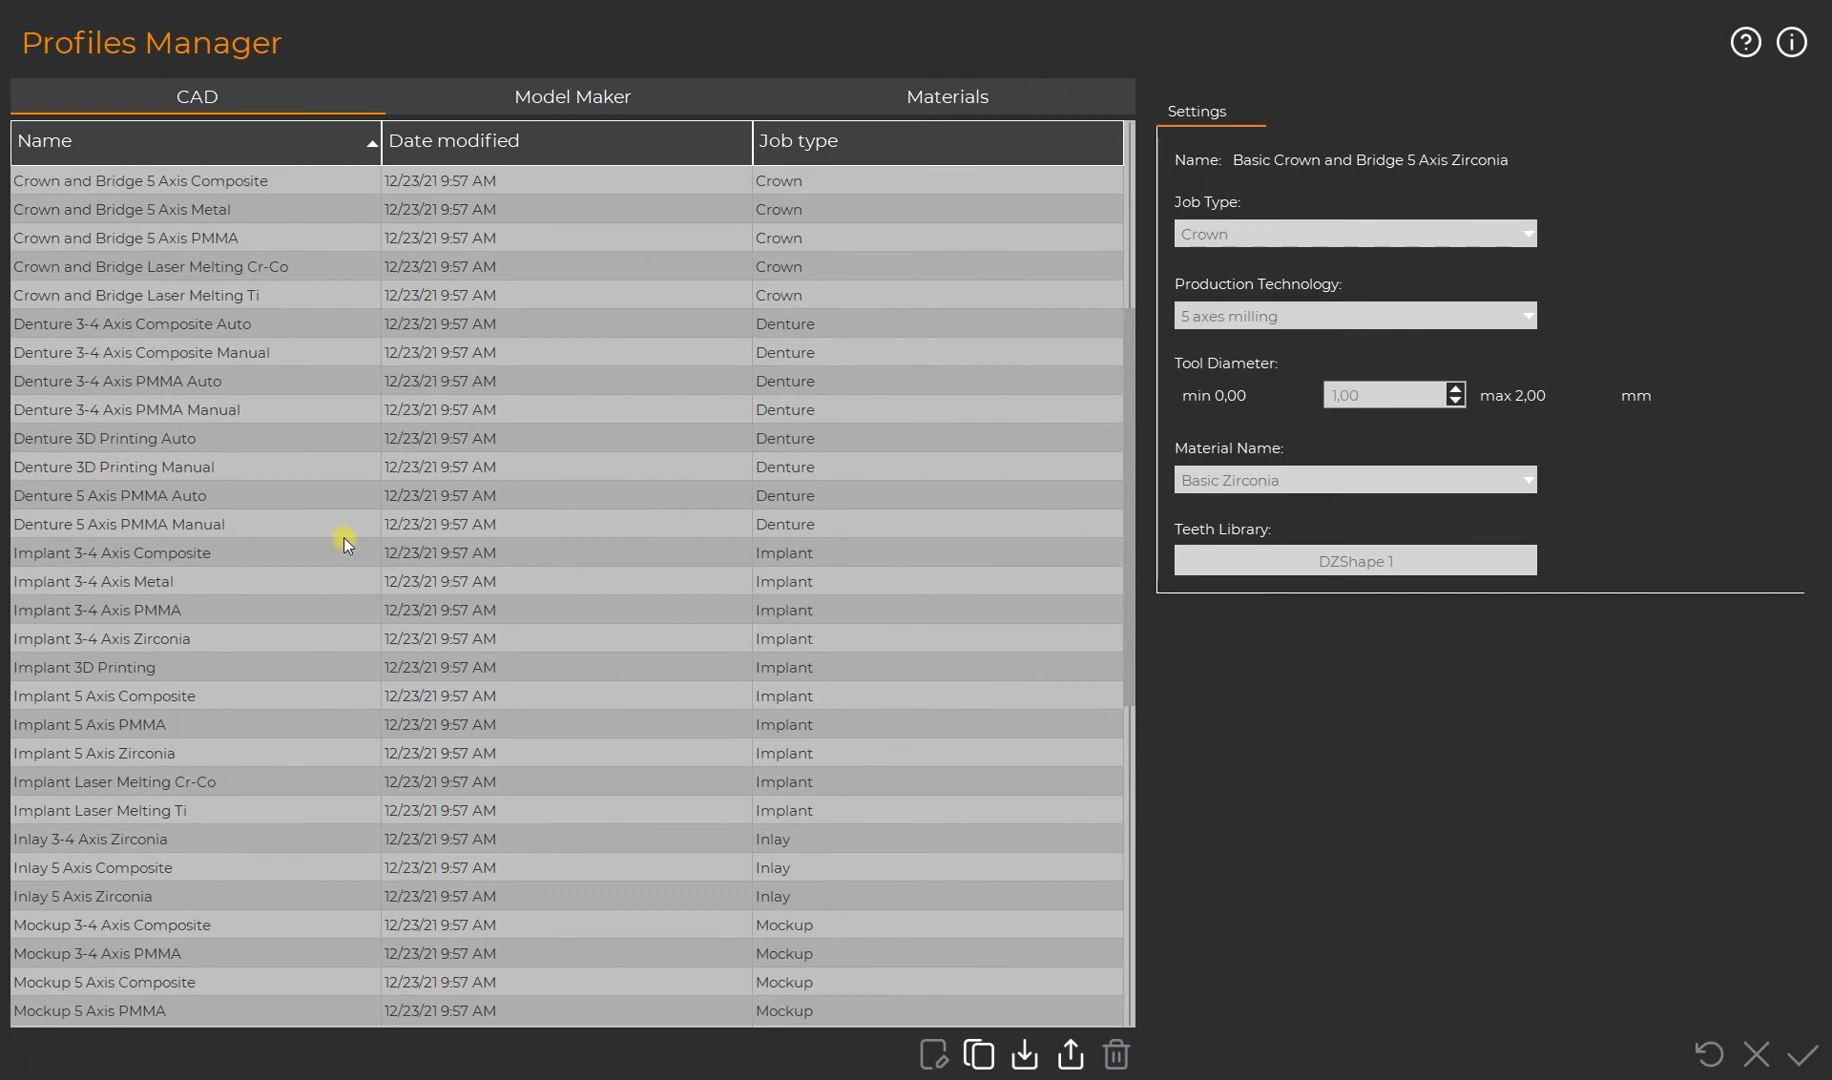 Profiles Manager
CAD Model Maker Materials
Name Date modified Job type
Crown and Bridge 5 Axis Composite 12/23/21 9:57 AM Crown
Crown and Bridge 5 Axis Metal 12/23/21 9:57 AM Crown
Crown and Bridge 5 Axis PMMA 12/23/21 9:57 AM Crown
Crown and Bridge Laser Melting Cr-Co 12/23/21 9:57 AM Crown
Crown and Bridge Laser Melting Ti 12/23/21 9:57 AM Crown
Denture 3-4 Axis Composite Auto 12/23/21 9:57 AM Denture
Denture 3-4 Axis Composite Manual 12/23/21 9:57 AM Denture
Denture 3-4 Axis PMMA Auto 12/23/21 9:57 AM Denture
Denture 3-4 Axis PMMA Manual 12/23/21 9:57 AM Denture
Denture 3D Printing Auto 12/23/21 9:57 AM Denture
Denture 3D Printing Manual 12/23/21 9:57 AM Denture
Denture 5 Axis PMMA Auto 12/23/21 9:57 AM Denture
Denture 5 Axis PMMA Manual 12/23/21 9:57 AM Denture
Implant 3-4 Axis Composite 12/23/21 9:57 AM Implant
Implant 3-4 Axis Metal 12/23/21 9:57 AM Implant
Implant 3-4 Axis PMMA 12/23/21 9:57 AM Implant
Implant 3-4 Axis Zirconia 12/23/21 9:57 AM Implant
Implant 3D Printing 12/23/21 9:57 AM Implant
Implant 5 Axis Composite 12/23/21 9:57 AM Implant
Implant 5 Axis PMMA 12/23/21 9:57 AM Implant
Implant 5 Axis Zirconia 12/23/21 9:57 AM Implant
Implant Laser Melting Cr-Co 12/23/21 9:57 AM Implant
Implant Laser Melting Ti 12/23/21 9:57 AM Implant
Inlay 3-4 Axis Zirconia 12/23/21 9:57 AM Inlay
Inlay 5 Axis Composite 12/23/21 9:57 AM Inlay
Inlay 5 Axis Zirconia 12/23/21 9:57 AM Inlay
Mockup 3-4 Axis Composite 12/23/21 9:57 AM Mockup
Mockup 3-4 Axis PMMA 12/23/21 9:57 AM Mockup
Mockup 5 Axis Composite 12/23/21 9:57 AM Mockup
Mockup 5 Axis PMMA 12/23/21 9:57 AM Mockup
Settings
Name: Basic Crown and Bridge 5 Axis Zirconia
Job Type:
Crown
Production Technology:
5 axes milling
Tool Diameter:
min 0,00 1,00 max 2,00 mm
Material Name:
Basic Zirconia
Teeth Library:
DZShape 1